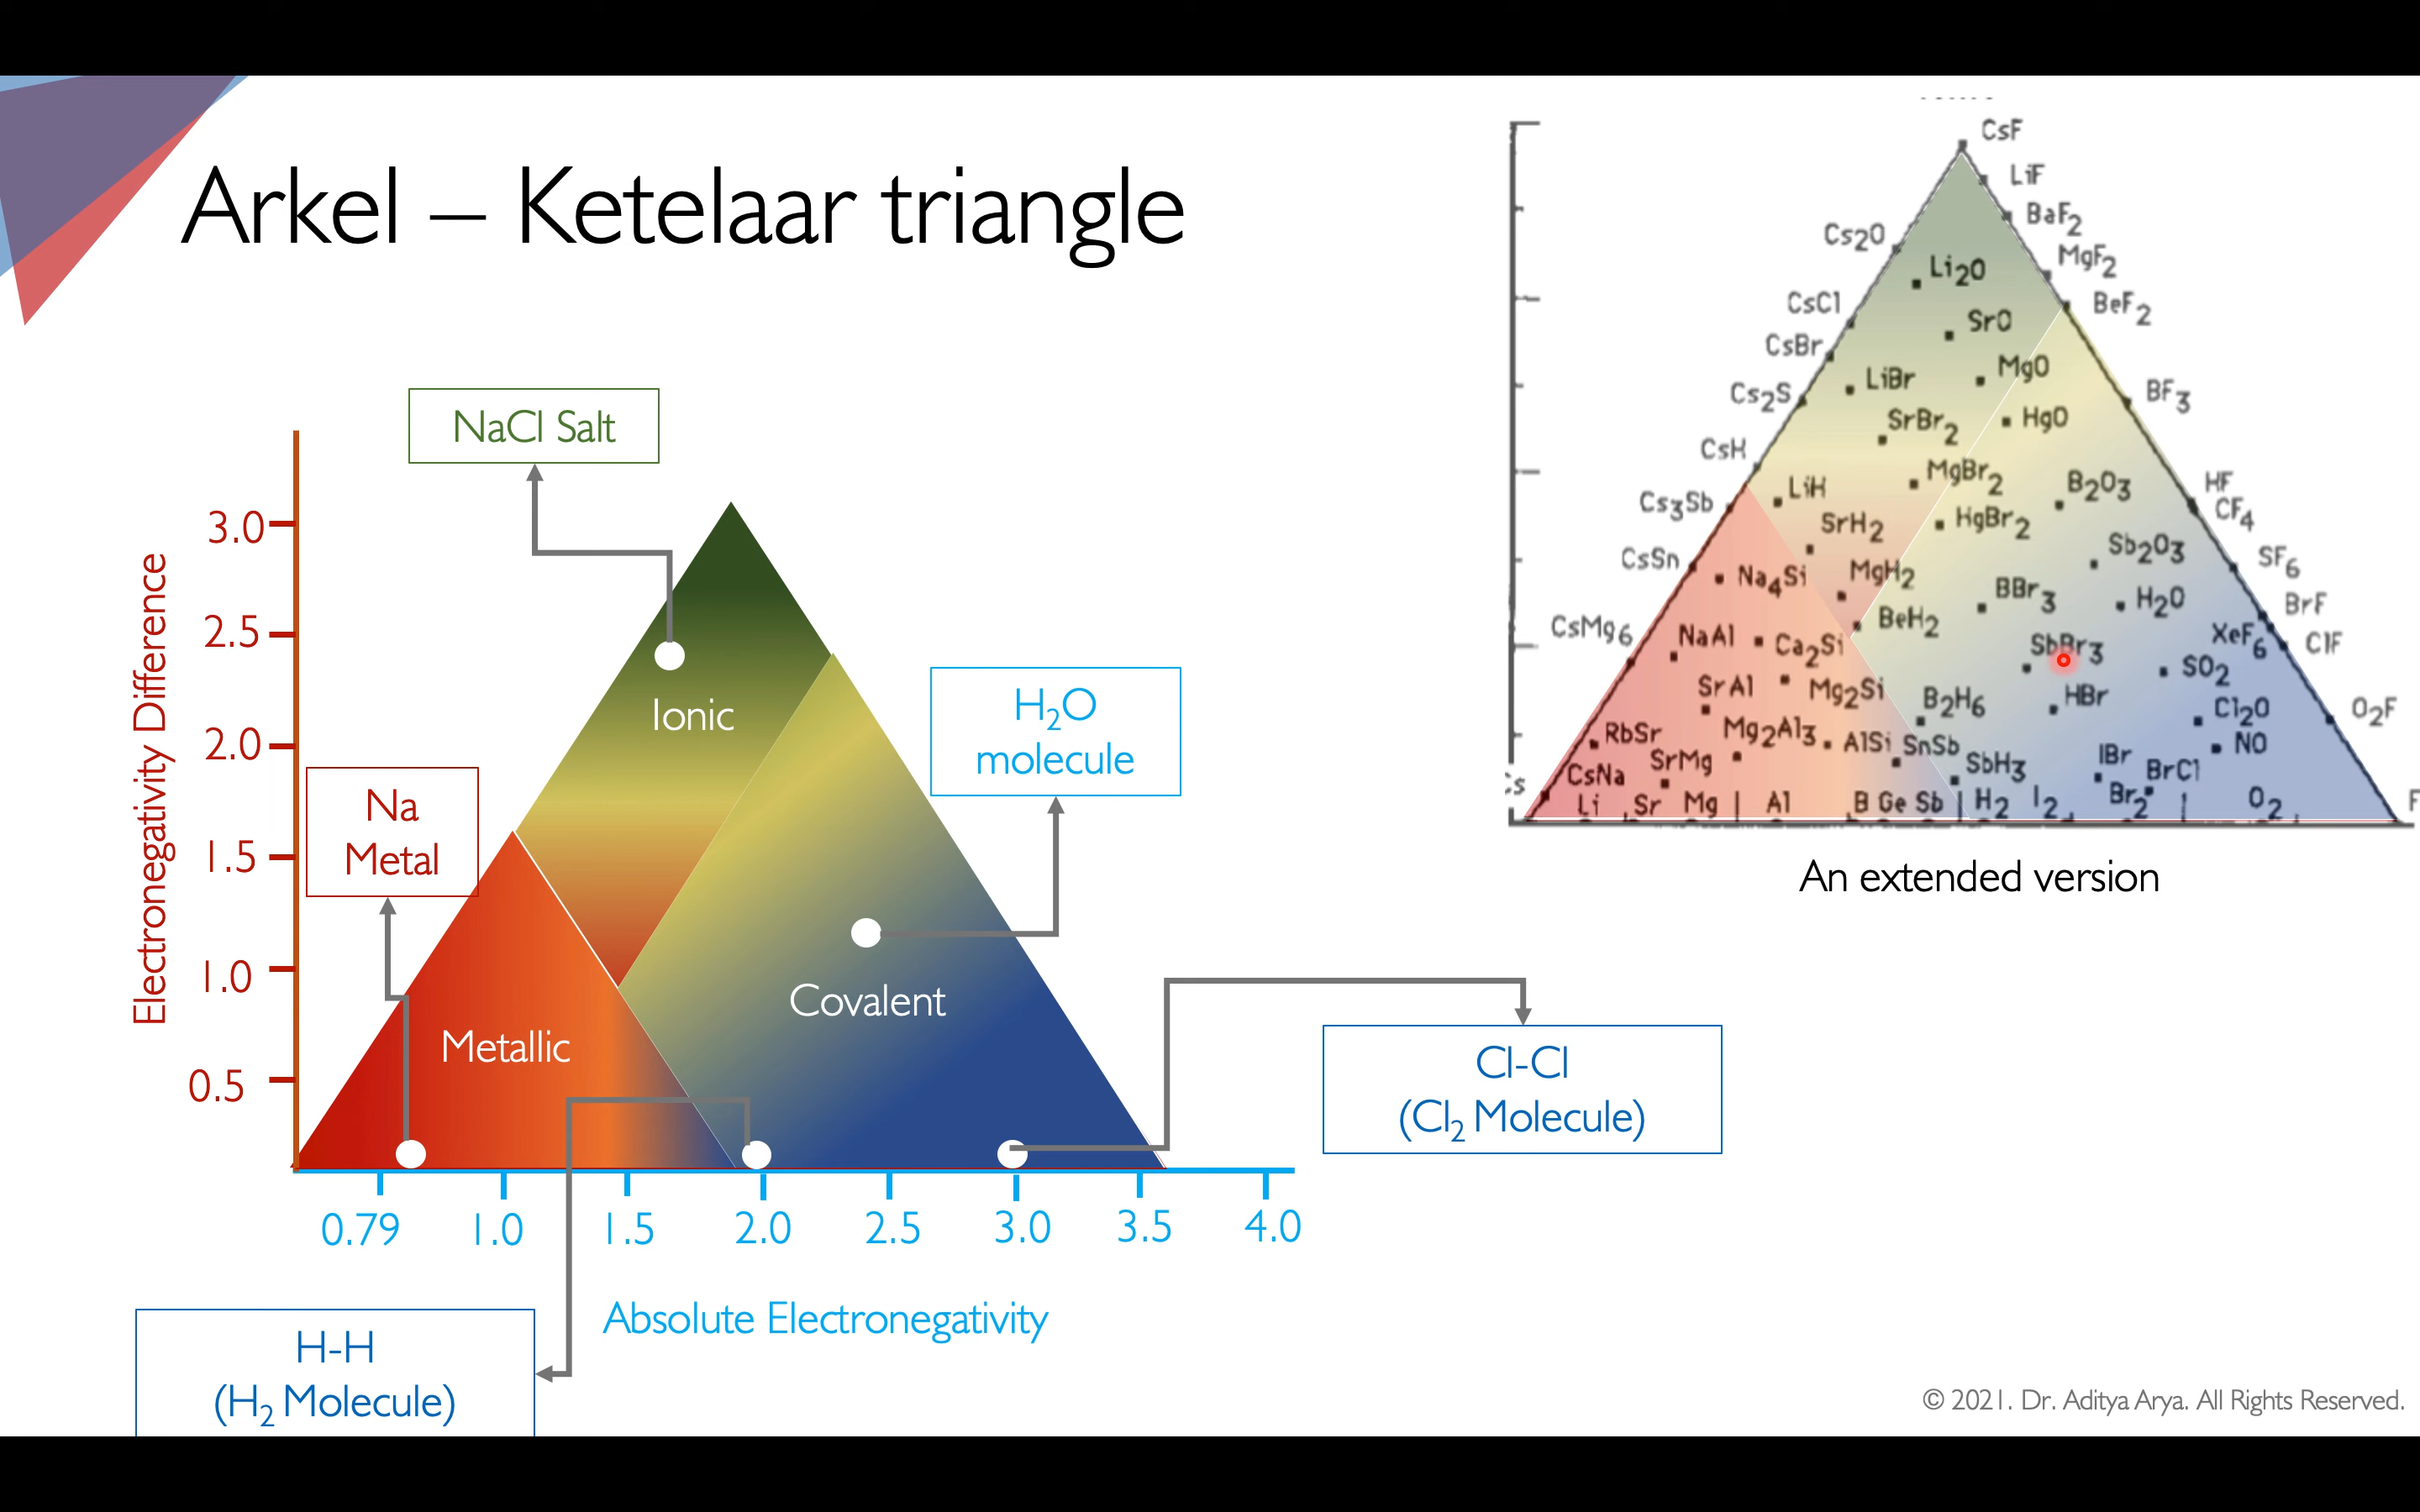 Arkel – Ketelaar triangle
NaCl Salt
H₂O
molecule
Na
Metal
Cl-Cl
(Cl₂ Molecule)
H-H
(H₂ Molecule)
Ionic
Metallic
Covalent
Electronegativity Difference
3.0
2.5
2.0
1.5
1.0
0.5
0.79 1.0 1.5 2.0 2.5 3.0 3.5 4.0
Absolute Electronegativity
CsF
LiF
BaF₂
Cs₂O
MgF₂
Li₂O
CsCl
BeF₂
SrO
CsBr
MgO
LiBr
Cs₂S
BF₃
SrBr₂
HgO
CsH
MgBr₂
LiH
B₂O₃
HF
Cs₃Sb
CF₄
SrH₂
HgBr₂
CsSn
Sb₂O₃
SF₆
Na₄Si
MgH₂
BBr₃
H₂O
BrF
CsMg₆
NaAl
BeH₂
Ca₂Si
SbBr₃
XeF₆
ClF
SO₂
SrAl
Mg₂Si
B₂H₆
HBr
Cl₂O
O₂F
RbSr
Mg₂Al₃
AlSi
SnSb
NO
SrMg
SbH₃
IBr
BrCl
CsNa
Li Sr Mg Al B Ge Sb H₂ I₂ Br₂ O₂ F
An extended version
© 2021. Dr. Aditya Arya. All Rights Reserved.